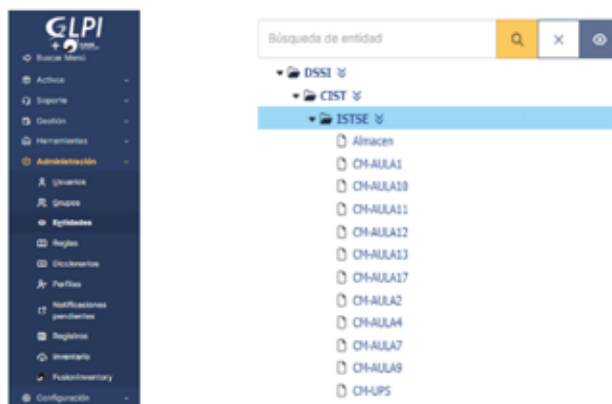 GLPI
Buscar Menú
Activos
Soporte
Gestión
Herramientas
Administración
Usuarios
Grupos
Entidades
Reglas
Diccionarios
Perfiles
Notificaciones
pendientes
Registros
Inventario
FusionInventory
Configuración
Búsqueda de entidad
DSSI
CIST
ISTSE
Almacen
CM-AULA1
CM-AULA10
CM-AULA11
CM-AULA12
CM-AULA13
CM-AULA17
CM-AULA2
CM-AULA4
CM-AULA7
CM-AULA9
CM-UPS